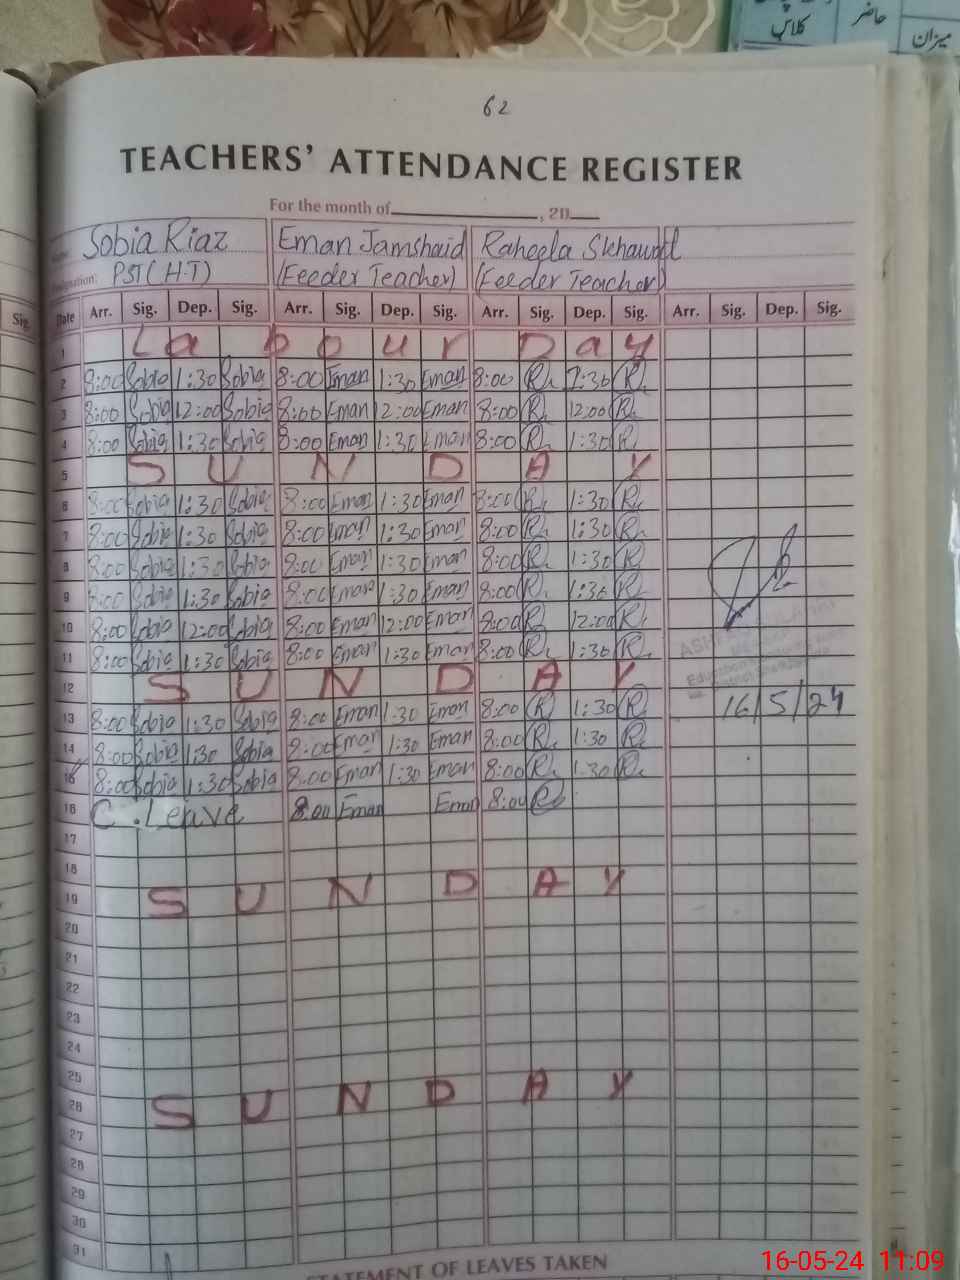 کلاس
حاضر
میزان
62
TEACHERS' ATTENDANCE REGISTER
For the month of , 20
Sobia Riaz Eman Jamshaid Raheela
Designation: PST (H.T) (Feeder Teacher) (Feeder Teacher)
Sig.
Date Arr. Sig. Dep. Sig. Arr. Sig. Dep. Sig. Arr. Sig. Dep. Sig. Arr. Sig. Dep. Sig.
1 Labour Day
2 8:00 Sobia 1:30 Sobia 8:00 Eman 1:30 Eman 8:00 R. 1:30 R.
3 8:00 Sobia 12:00 Sobia 8:00 Eman 12:00 Eman 8:00 R. 12:00 R.
4 8:00 Sobia 1:30 Sobia 8:00 Eman 1:30 Eman 8:00 R. 1:30 R.
5 SUNDAY
6 8:00 Sobia 1:30 Sobia 8:00 Eman 1:30 Eman 8:00 R. 1:30 R.
7 8:00 Sobia 1:30 Sobia 8:00 Eman 1:30 Eman 8:00 R. 1:30 R.
8 8:00 Sobia 1:30 Sobia 8:00 Eman 1:30 Eman 8:00 R. 1:30 R.
9 8:00 Sobia 1:30 Sobia 8:00 Eman 1:30 Eman 8:00 R. 1:30 R.
10 8:00 Sobia 12:00 Sobia 8:00 Eman 12:00 Eman 8:00 R. 12:00 R.
11 8:00 Sobia 1:30 Sobia 8:00 Eman 1:30 Eman 8:00 R. 1:30 R.
12 SUNDAY
13 8:00 Sobia 1:30 Sobia 8:00 Eman 1:30 Eman 8:00 R 1:30 R.
16/5/24
14 8:00 Sobia 1:30 Sobia 8:00 Eman 1:30 Eman 8:00 R. 1:30 R.
15 8:00 Sobia 1:30 Sobia 8:00 Eman 1:30 Eman 8:00 R. 1:30 R.
16 C.Leave 8:00 Eman Eman 8:00 R
17
18
19 SUNDAY
20
21
22
23
24
25
26 SUNDAY
27
28
29
30
31
STATEMENT OF LEAVES TAKEN
16-05-24 11:09